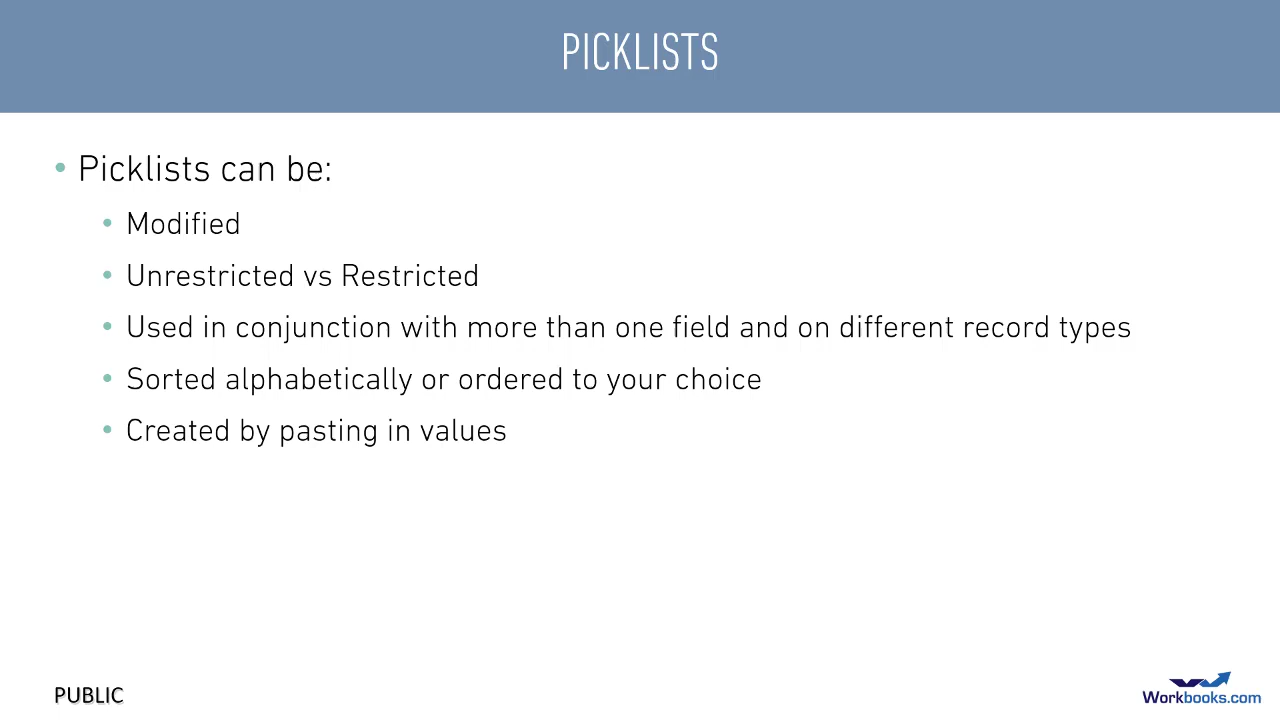 PICKLISTS
• Picklists can be:
• Modified
• Unrestricted vs Restricted
• Used in conjunction with more than one field and on different record types
• Sorted alphabetically or ordered to your choice
• Created by pasting in values
PUBLIC
Workbooks.com